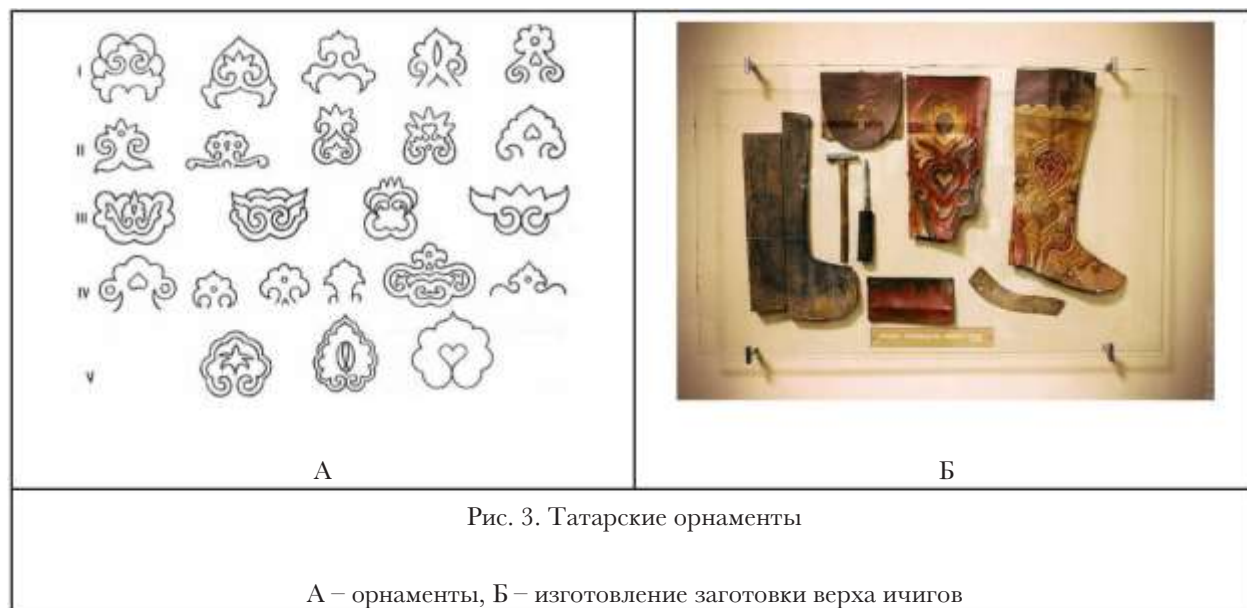 I
II
III
IV
V
А
Б
Рис. 3. Татарские орнаменты
А – орнаменты, Б – изготовление заготовки верха ичигов